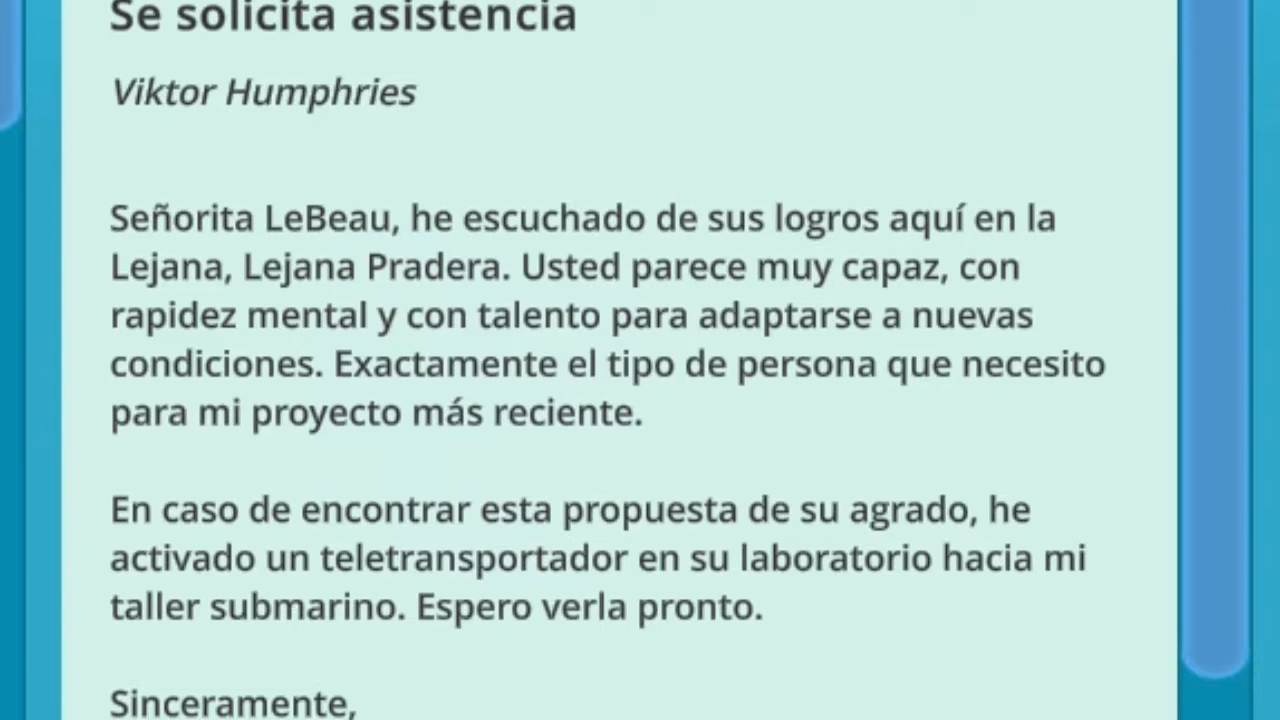 Se solicita asistencia
Viktor Humphries
Señorita LeBeau, he escuchado de sus logros aquí en la
Lejana, Lejana Pradera. Usted parece muy capaz, con
rapidez mental y con talento para adaptarse a nuevas
condiciones. Exactamente el tipo de persona que necesito
para mi proyecto más reciente.
En caso de encontrar esta propuesta de su agrado, he
activado un teletransportador en su laboratorio hacia mi
taller submarino. Espero verla pronto.
Sinceramente,